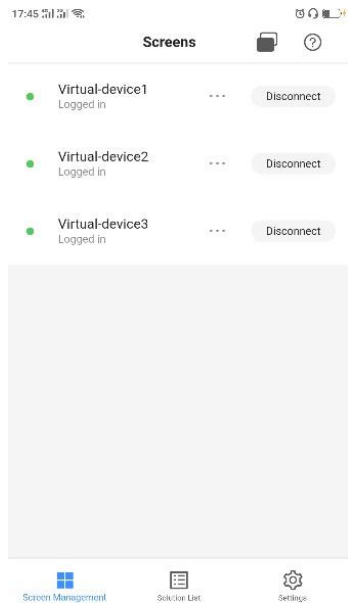 17:45
Screens
Virtual-device1
Logged in
... Disconnect
Virtual-device2
Logged in
... Disconnect
Virtual-device3
Logged in
... Disconnect
Screen Management Solution List Settings